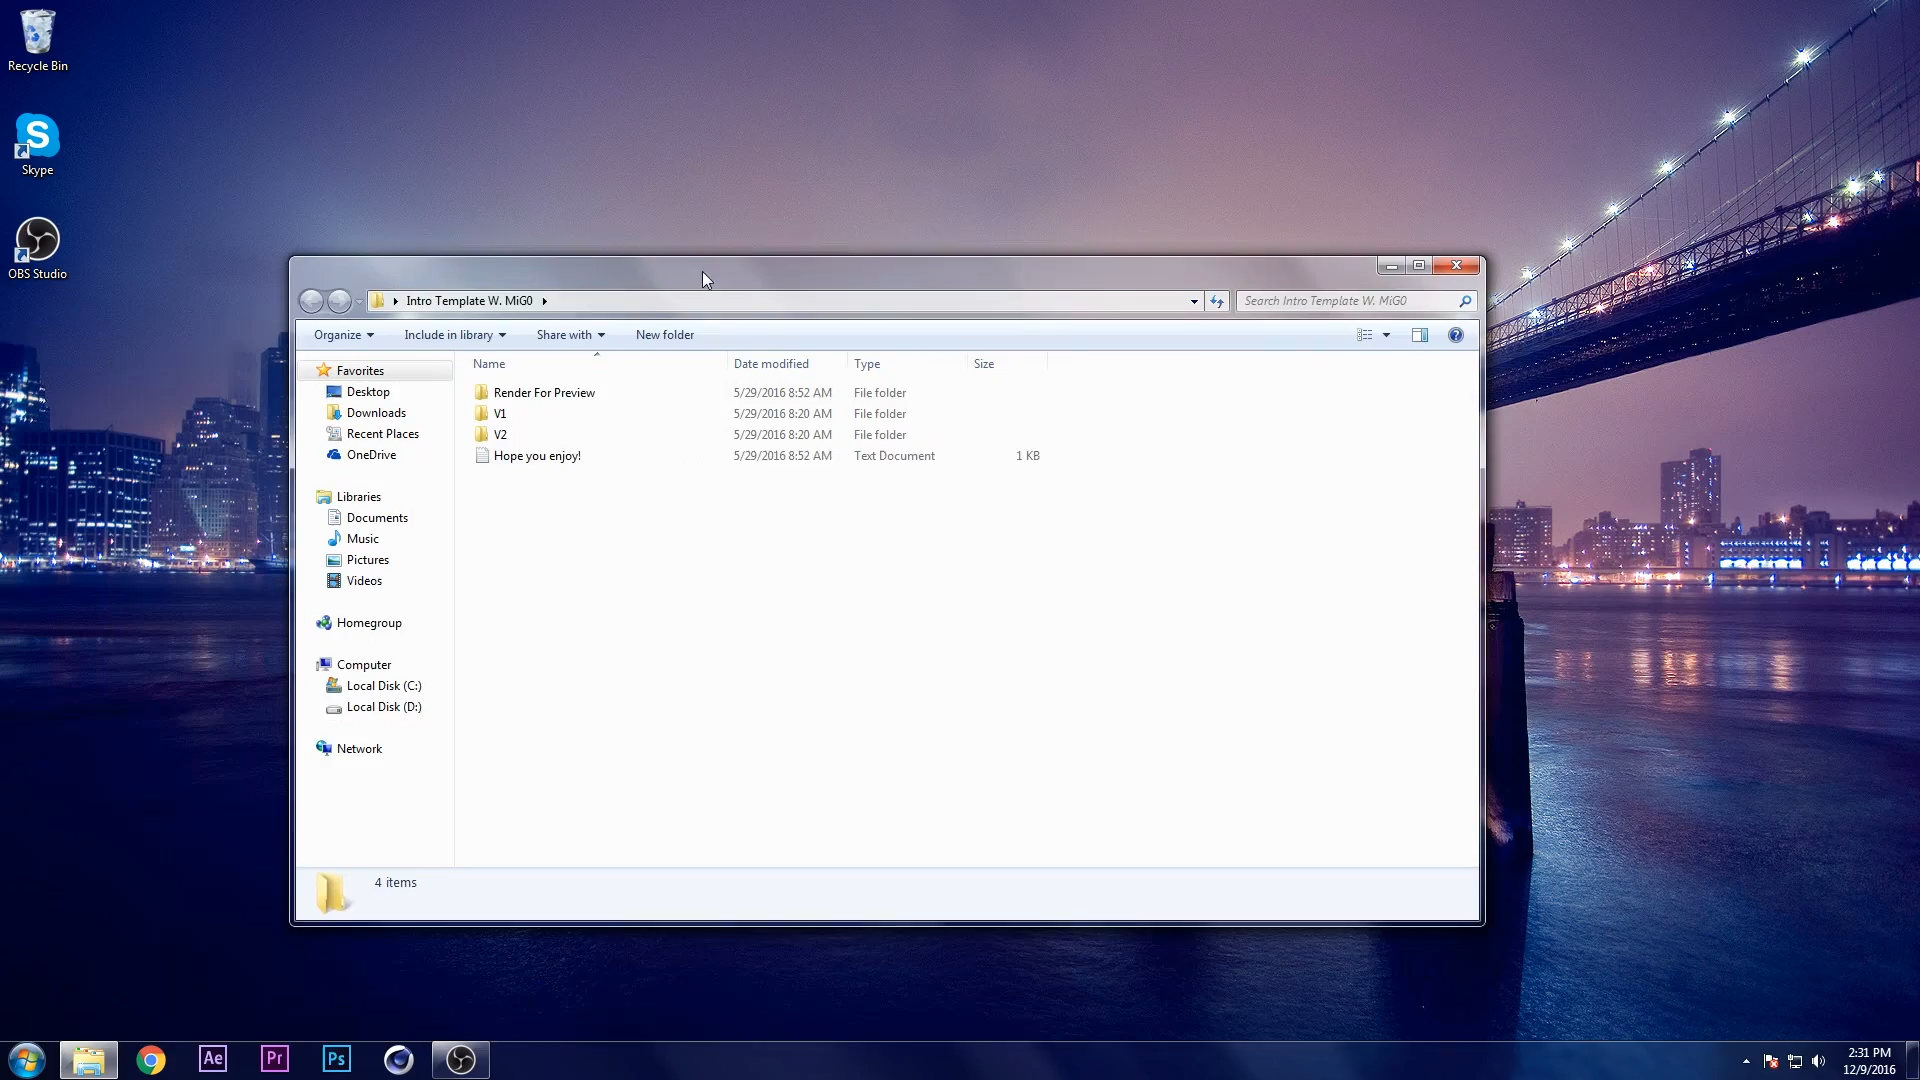 Recycle Bin
Skype
OBS Studio
Intro Template W. MiG0
Search Intro Template W. MiG0
Organize Include in library Share with New folder
Name Date modified Type Size
Favorites
Desktop
Downloads
Recent Places
OneDrive
Libraries
Documents
Music
Pictures
Videos
Homegroup
Computer
Local Disk (C:)
Local Disk (D:)
Network
Render For Preview 5/29/2016 8:52 AM File folder
V1 5/29/2016 8:20 AM File folder
V2 5/29/2016 8:20 AM File folder
Hope you enjoy! 5/29/2016 8:52 AM Text Document 1 KB
4 items
Ae Pr Ps
2:31 PM
12/9/2016